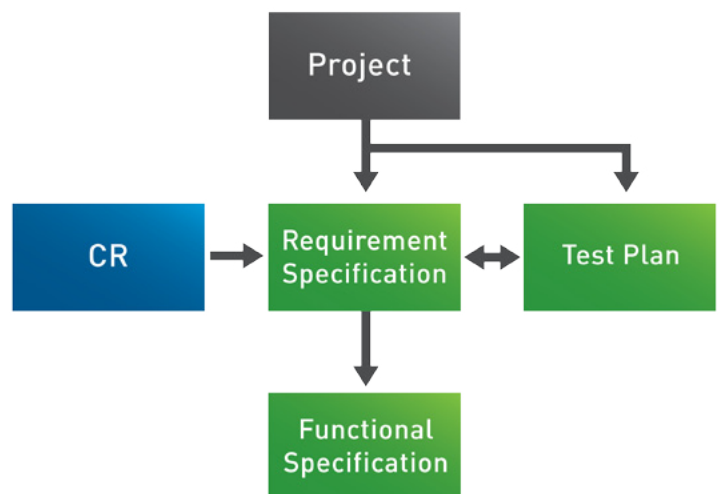 Project
CR
Requirement
Specification
Test Plan
Functional
Specification